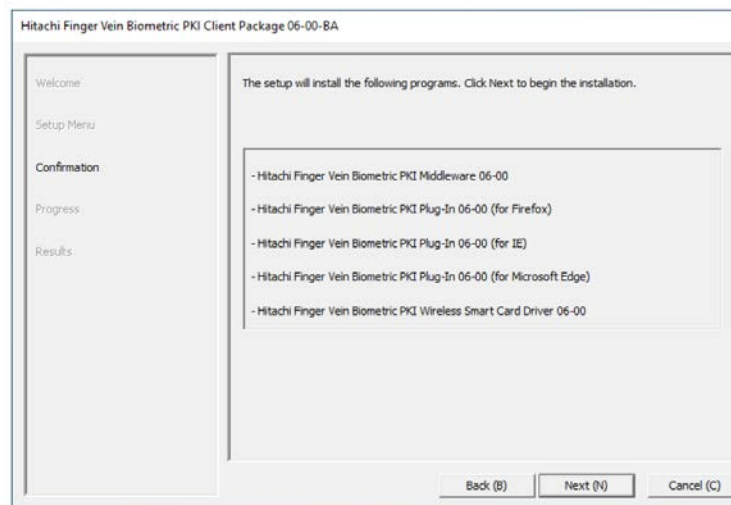 Hitachi Finger Vein Biometric PKI Client Package 06-00-BA
Welcome
Setup Menu
Confirmation
Progress
Results
The setup will install the following programs. Click Next to begin the installation.
- Hitachi Finger Vein Biometric PKI Middleware 06-00
- Hitachi Finger Vein Biometric PKI Plug-In 06-00 (for Firefox)
- Hitachi Finger Vein Biometric PKI Plug-In 06-00 (for IE)
- Hitachi Finger Vein Biometric PKI Plug-In 06-00 (for Microsoft Edge)
- Hitachi Finger Vein Biometric PKI Wireless Smart Card Driver 06-00
Back (B) Next (N) Cancel (C)